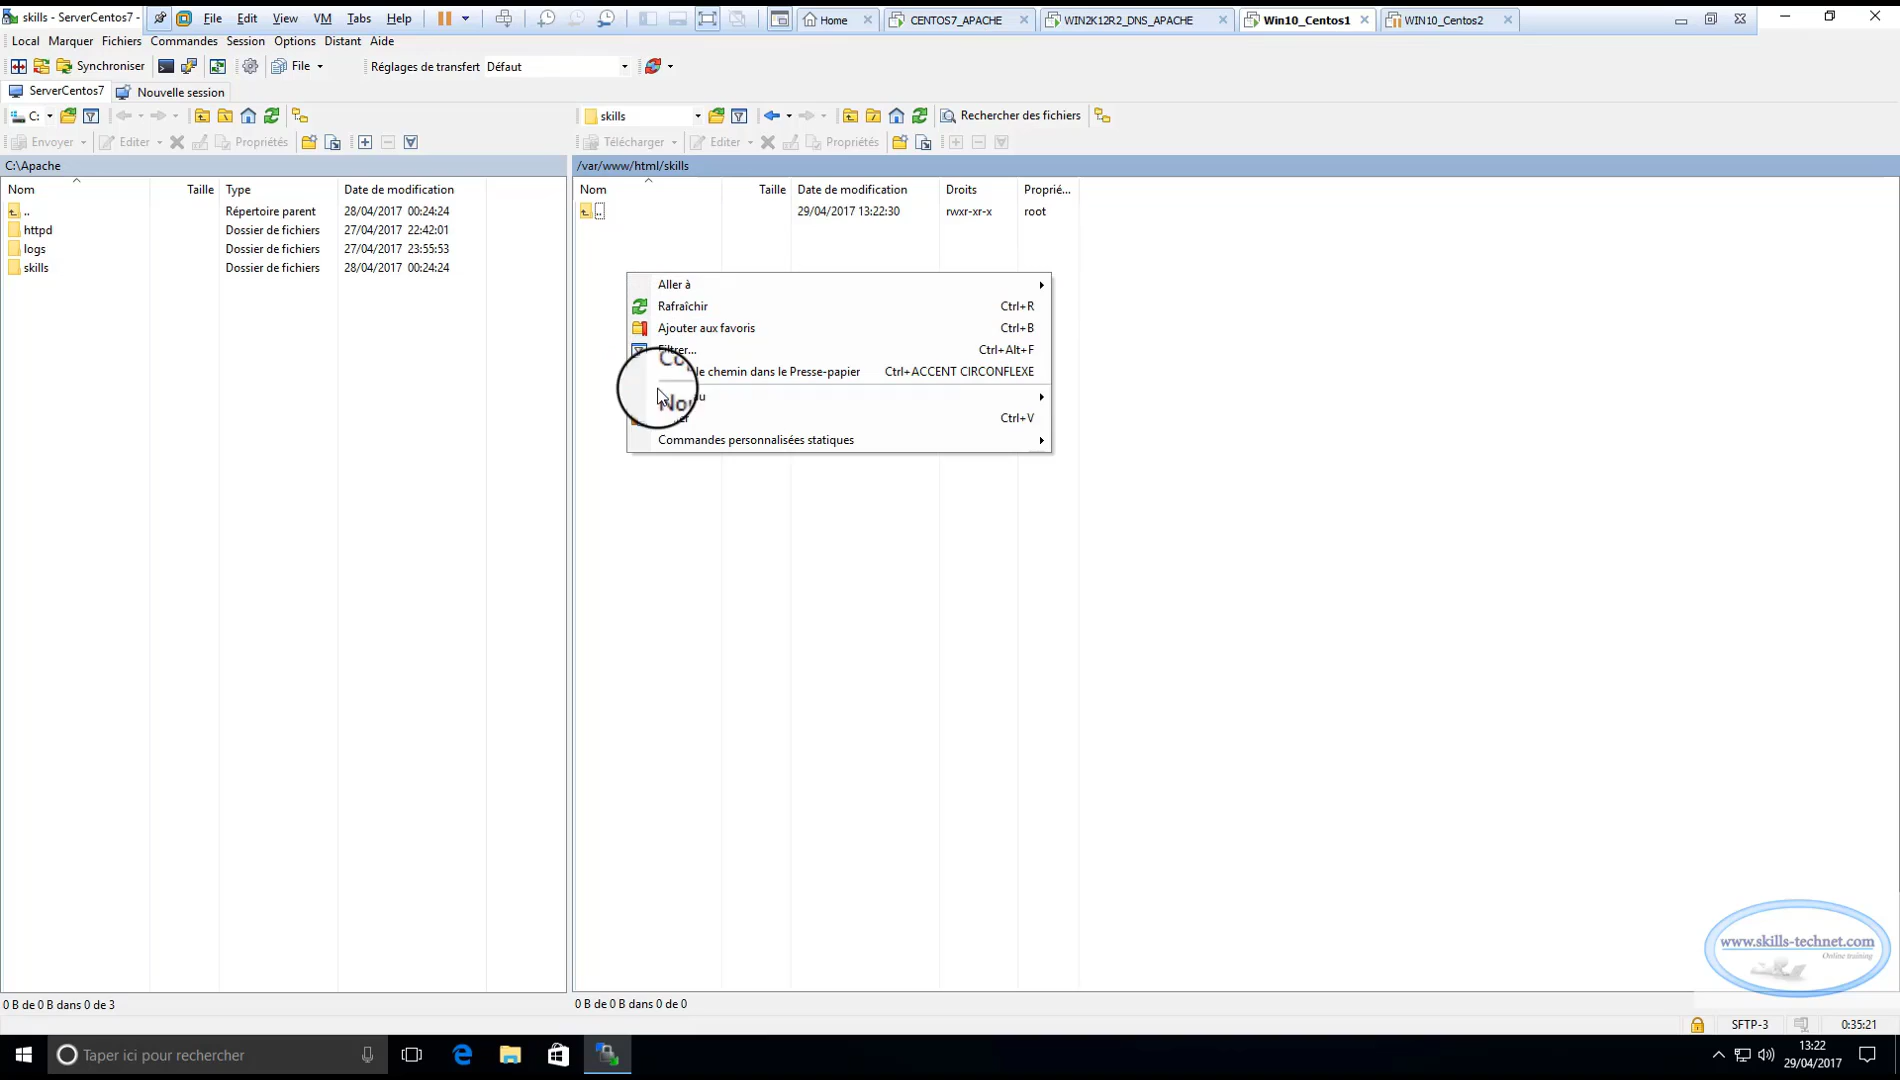 skills - ServerCentos7 -
File Edit View VM Tabs Help
Home CENTOS7_APACHE WIN2K12R2_DNS_APACHE Win10_Centos1 WIN10_Centos2
Local Marquer Fichiers Commandes Session Options Distant Aide
Synchroniser File Réglages de transfert Défaut
ServerCentos7 Nouvelle session
C: skills Rechercher des fichiers
Envoyer Editer Propriétés Télécharger Editer Propriétés
C:\Apache /var/www/html/skills
Nom Taille Type Date de modification
.. Répertoire parent 28/04/2017 00:24:24
httpd Dossier de fichiers 27/04/2017 22:42:01
logs Dossier de fichiers 27/04/2017 23:55:53
skills Dossier de fichiers 28/04/2017 00:24:24
Nom Taille Date de modification Droits Proprié...
.. 29/04/2017 13:22:30 rwxr-xr-x root
Aller à
Rafraîchir Ctrl+R
Ajouter aux favoris Ctrl+B
Filtrer... Ctrl+Alt+F
le chemin dans le Presse-papier Ctrl+ACCENT CIRCONFLEXE
Ctrl+V
Commandes personnalisées statiques
www.skills-technet.com
Online training
0 B de 0 B dans 0 de 3 0 B de 0 B dans 0 de 0
SFTP-3 0:35:21
Taper ici pour rechercher
13:22
29/04/2017